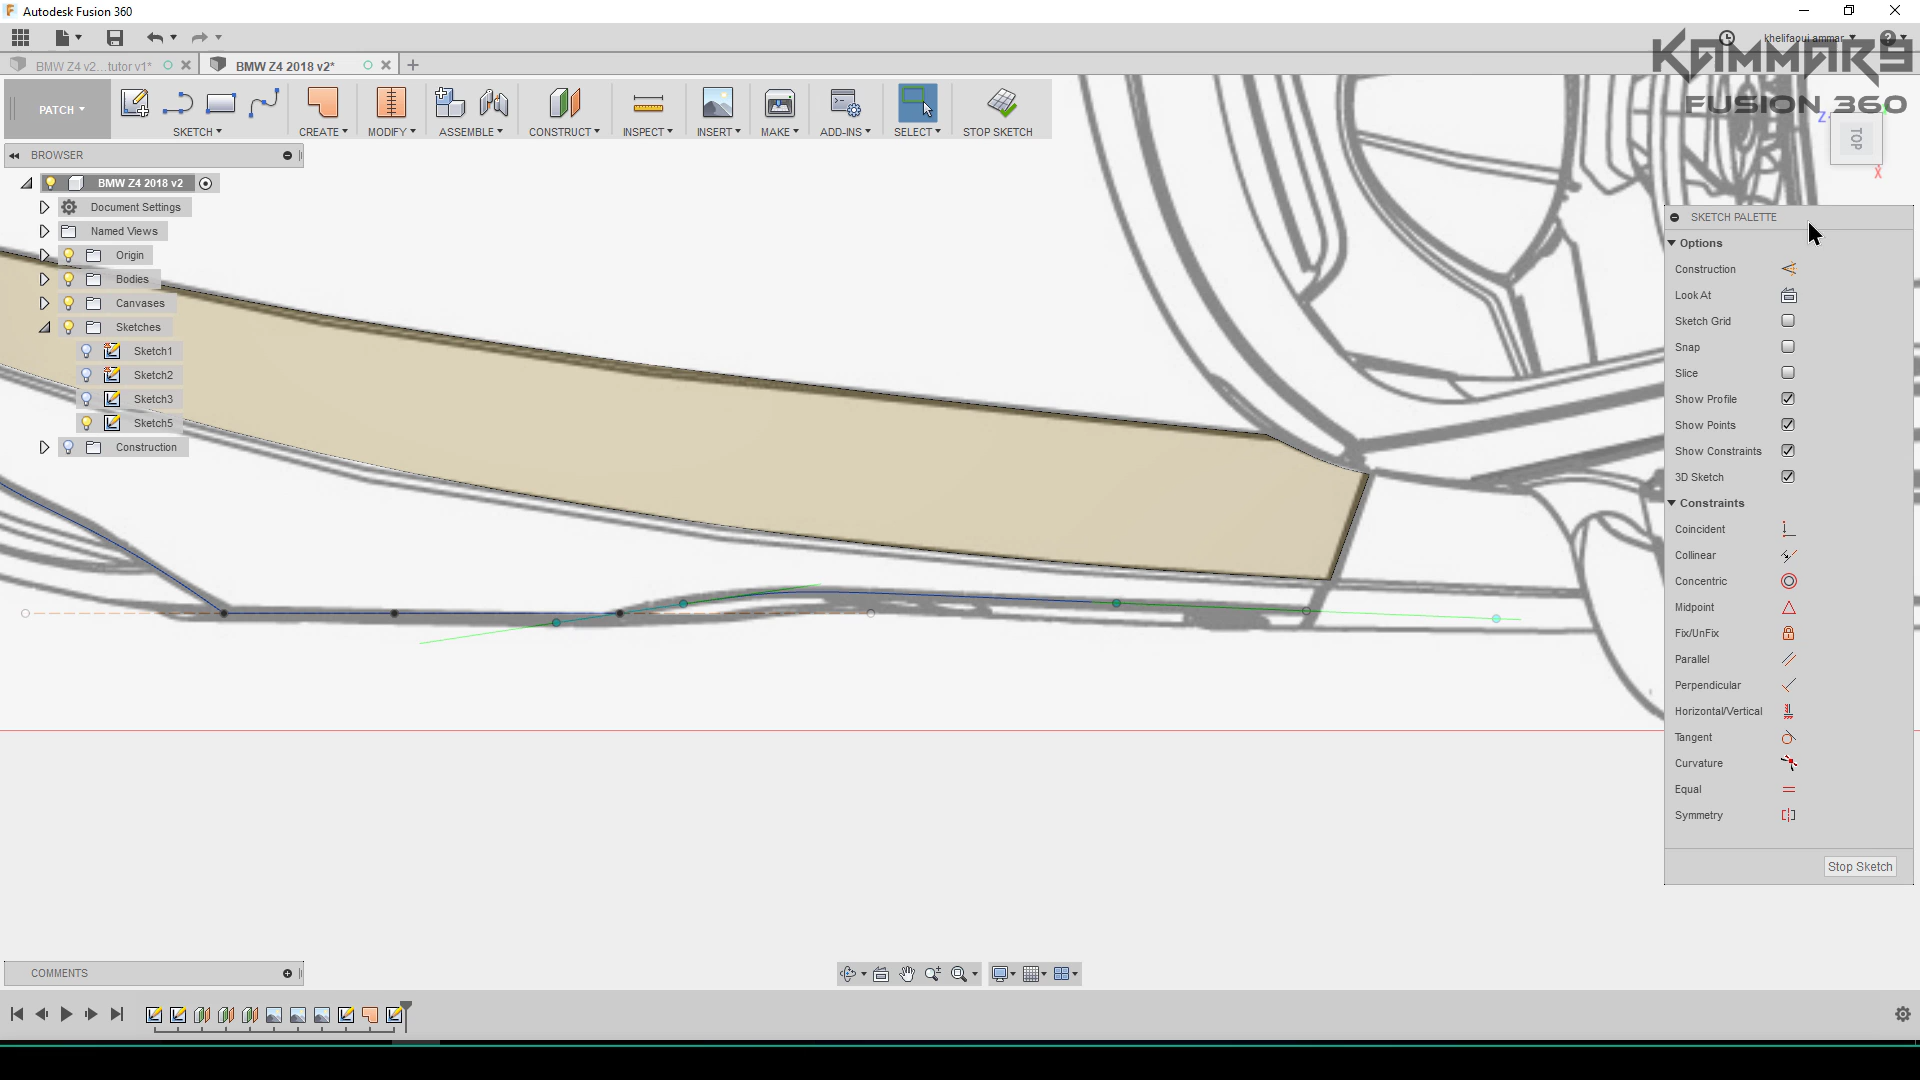 Autodesk Fusion 360
khelifaoui ammar
KAMMAR9
FUSION 360
BMW Z4 v2...tutor v1*
BMW Z4 2018 v2*
PATCH
SKETCH
CREATE
MODIFY
ASSEMBLE
CONSTRUCT
INSPECT
INSERT
MAKE
ADD-INS
SELECT
STOP SKETCH
Z
TOP
X
BROWSER
BMW Z4 2018 v2
Document Settings
Named Views
Origin
Bodies
Canvases
Sketches
Sketch1
Sketch2
Sketch3
Sketch5
Construction
SKETCH PALETTE
Options
Construction
Look At
Sketch Grid
Snap
Slice
Show Profile
Show Points
Show Constraints
3D Sketch
Constraints
Coincident
Collinear
Concentric
Midpoint
Fix/UnFix
Parallel
Perpendicular
Horizontal/Vertical
Tangent
Curvature
Equal
Symmetry
Stop Sketch
COMMENTS